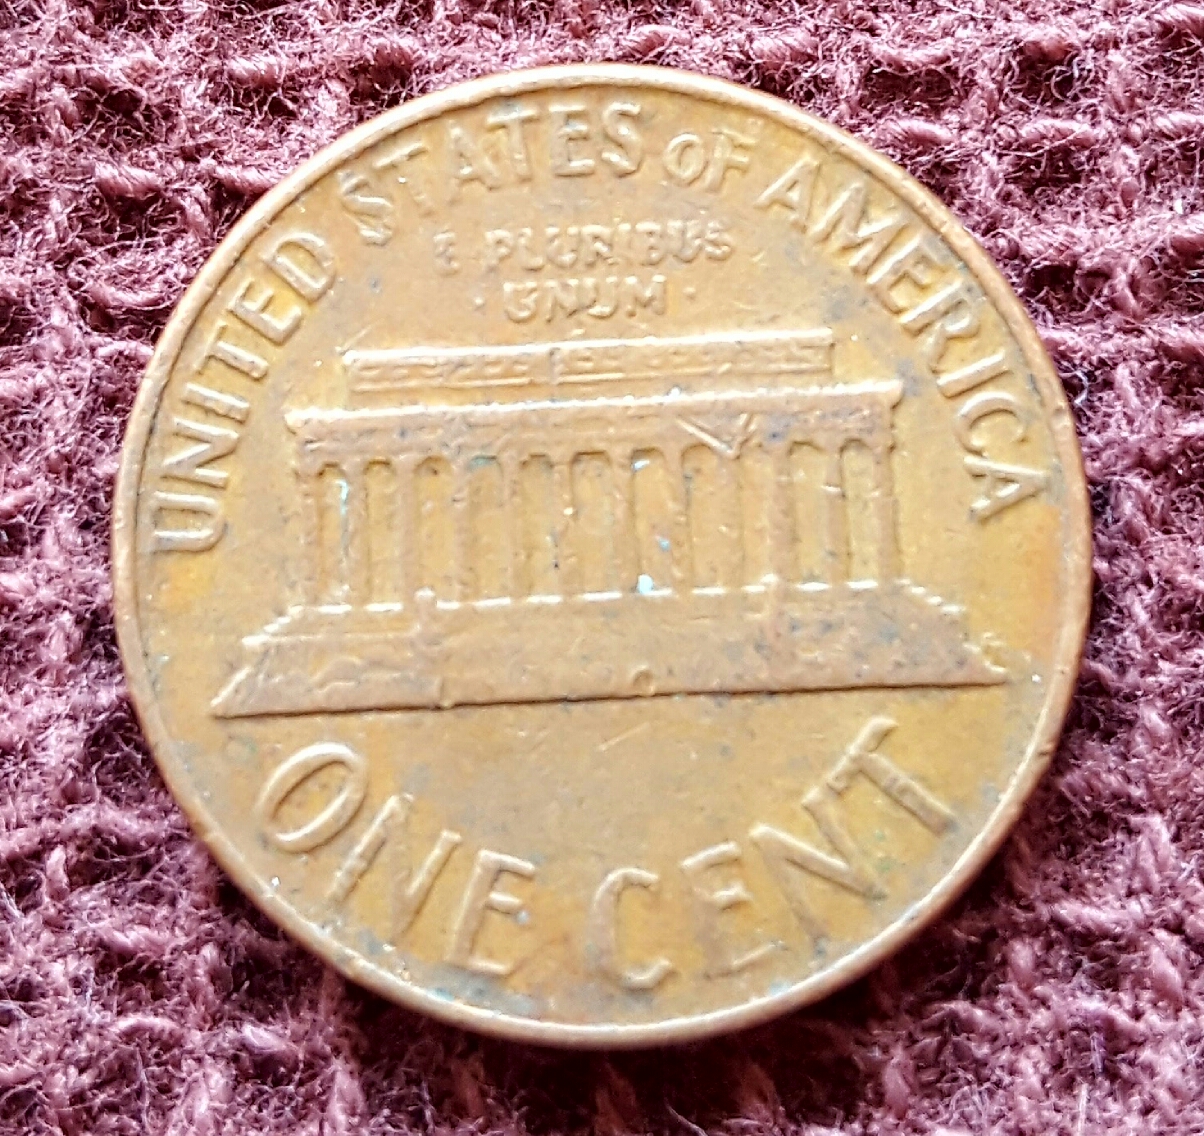 UNITED STATES OF AMERICA
E PLURIBUS
· UNUM ·
ONE CENT